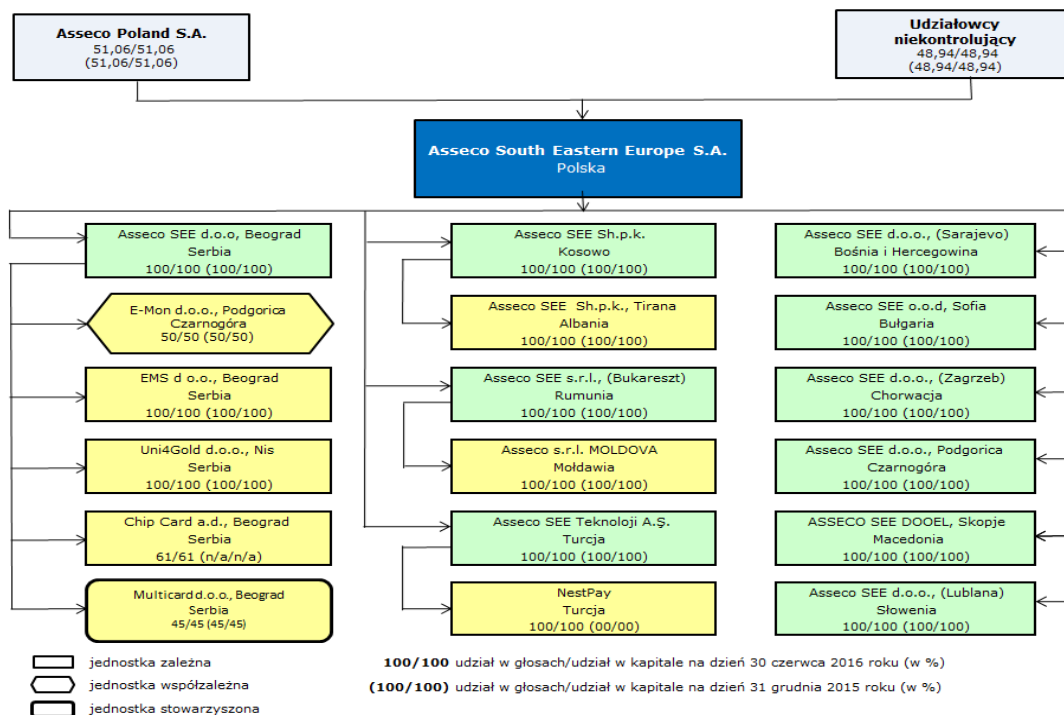 Asseco Poland S.A.
51,06/51,06
(51,06/51,06)
Udziałowcy
niekontrolujący
48,94/48,94
(48,94/48,94)
Asseco South Eastern Europe S.A.
Polska
Asseco SEE d.o.o, Beograd
Serbia
100/100 (100/100)
E-Mon d.o.o., Podgorica
Czarnogóra
50/50 (50/50)
EMS d o.o., Beograd
Serbia
100/100 (100/100)
Uni4Gold d.o.o., Nis
Serbia
100/100 (100/100)
Chip Card a.d., Beograd
Serbia
61/61 (n/a/n/a)
Multicard d.o.o., Beograd
Serbia
45/45 (45/45)
Asseco SEE Sh.p.k.
Kosowo
100/100 (100/100)
Asseco SEE Sh.p.k., Tirana
Albania
100/100 (100/100)
Asseco SEE s.r.l., (Bukareszt)
Rumunia
100/100 (100/100)
Asseco s.r.l. MOLDOVA
Mołdawia
100/100 (100/100)
Asseco SEE Teknoloji A.Ş.
Turcja
100/100 (100/100)
NestPay
Turcja
100/100 (00/00)
Asseco SEE d.o.o., (Sarajevo)
Bośnia i Hercegowina
100/100 (100/100)
Asseco SEE o.o.d, Sofia
Bułgaria
100/100 (100/100)
Asseco SEE d.o.o., (Zagrzeb)
Chorwacja
100/100 (100/100)
Asseco SEE d.o.o., Podgorica
Czarnogóra
100/100 (100/100)
ASSECO SEE DOOEL, Skopje
Macedonia
100/100 (100/100)
Asseco SEE d.o.o., (Lublana)
Słowenia
100/100 (100/100)
jednostka zależna
jednostka współzależna
jednostka stowarzyszona
100/100 udział w głosach/udział w kapitale na dzień 30 czerwca 2016 roku (w %)
(100/100) udział w głosach/udział w kapitale na dzień 31 grudnia 2015 roku (w %)